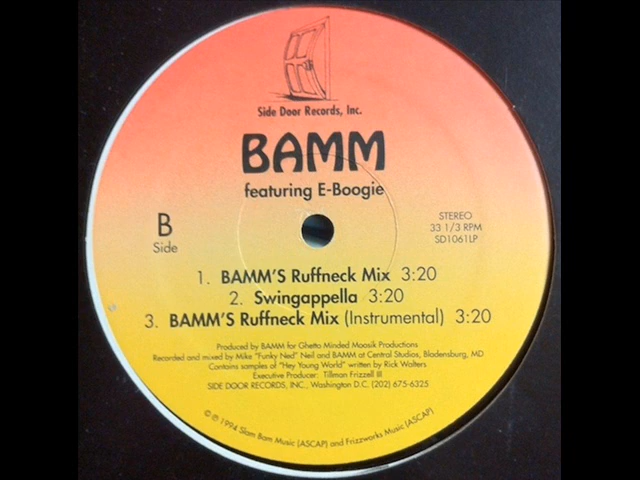 Side Door Records, Inc.
BAMM
featuring E-Boogie
B
Side
STEREO
33 1/3 RPM
SD1061LP
1. BAMM'S Ruffneck Mix 3:20
2. Swingappella 3:20
3. BAMM'S Ruffneck Mix (Instrumental) 3:20
Produced by BAMM for Ghetto Minded Moosik Productions
Recorded and mixed by Mike "Funky Ned" Neil and BAMM at Central Studios, Bladensburg, MD
Contains samples of "Hey Young World" written by Rick Walters
Executive Producer: Tillman Frizzell III
SIDE DOOR RECORDS, INC., Washington D.C. (202) 675-6325
© ℗ 1994 Slam Bam Music (ASCAP) and Frizzworks Music (ASCAP)